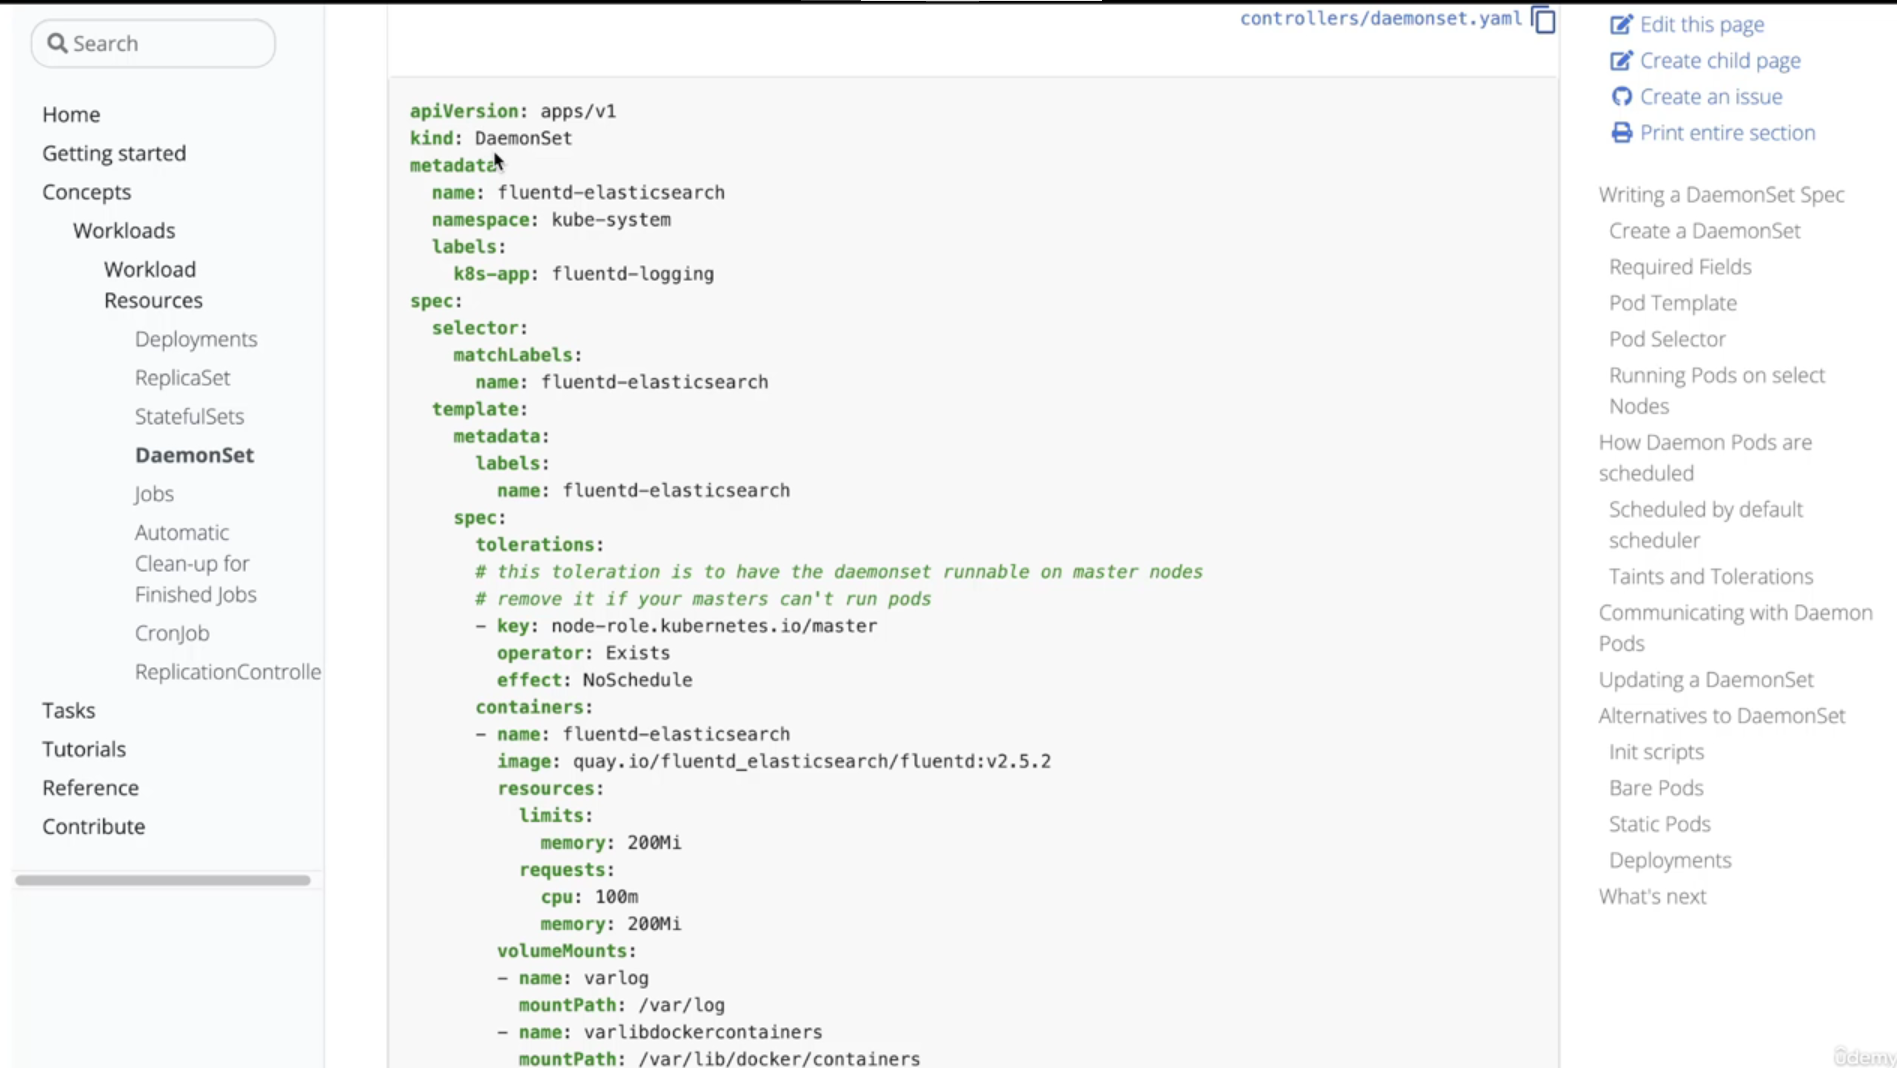 Search
Home
Getting started
Concepts
Workloads
Workload
Resources
Deployments
ReplicaSet
StatefulSets
DaemonSet
Jobs
Automatic
Clean-up for
Finished Jobs
CronJob
ReplicationControlle
Tasks
Tutorials
Reference
Contribute
controllers/daemonset.yaml
apiVersion: apps/v1
kind: DaemonSet
metadata
  name: fluentd-elasticsearch
  namespace: kube-system
  labels:
    k8s-app: fluentd-logging
spec:
  selector:
    matchLabels:
      name: fluentd-elasticsearch
  template:
    metadata:
      labels:
        name: fluentd-elasticsearch
    spec:
      tolerations:
      # this toleration is to have the daemonset runnable on master nodes
      # remove it if your masters can't run pods
      - key: node-role.kubernetes.io/master
        operator: Exists
        effect: NoSchedule
      containers:
      - name: fluentd-elasticsearch
        image: quay.io/fluentd_elasticsearch/fluentd:v2.5.2
        resources:
          limits:
            memory: 200Mi
          requests:
            cpu: 100m
            memory: 200Mi
        volumeMounts:
        - name: varlog
          mountPath: /var/log
        - name: varlibdockercontainers
          mountPath: /var/lib/docker/containers
Edit this page
Create child page
Create an issue
Print entire section
Writing a DaemonSet Spec
Create a DaemonSet
Required Fields
Pod Template
Pod Selector
Running Pods on select
Nodes
How Daemon Pods are
scheduled
Scheduled by default
scheduler
Taints and Tolerations
Communicating with Daemon
Pods
Updating a DaemonSet
Alternatives to DaemonSet
Init scripts
Bare Pods
Static Pods
Deployments
What's next
ûdemy